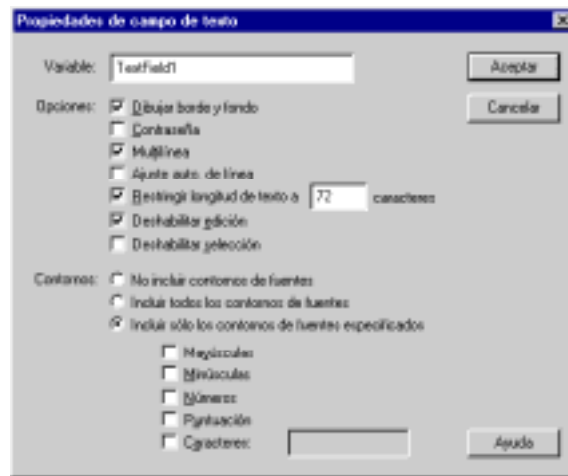 Propiedades de campo de texto
Variable: TextField1 Aceptar
Opciones: Dibujar borde y fondo Cancelar
Contraseña
Multilínea
Ajuste auto. de línea
Restringir longitud de texto a 72 caracteres
Deshabilitar edición
Deshabilitar selección
Contornos: No incluir contornos de fuentes
Incluir todos los contornos de fuentes
Incluir sólo los contornos de fuentes especificados
Mayúsculas
Minúsculas
Números
Puntuación
Caracteres: Ayuda